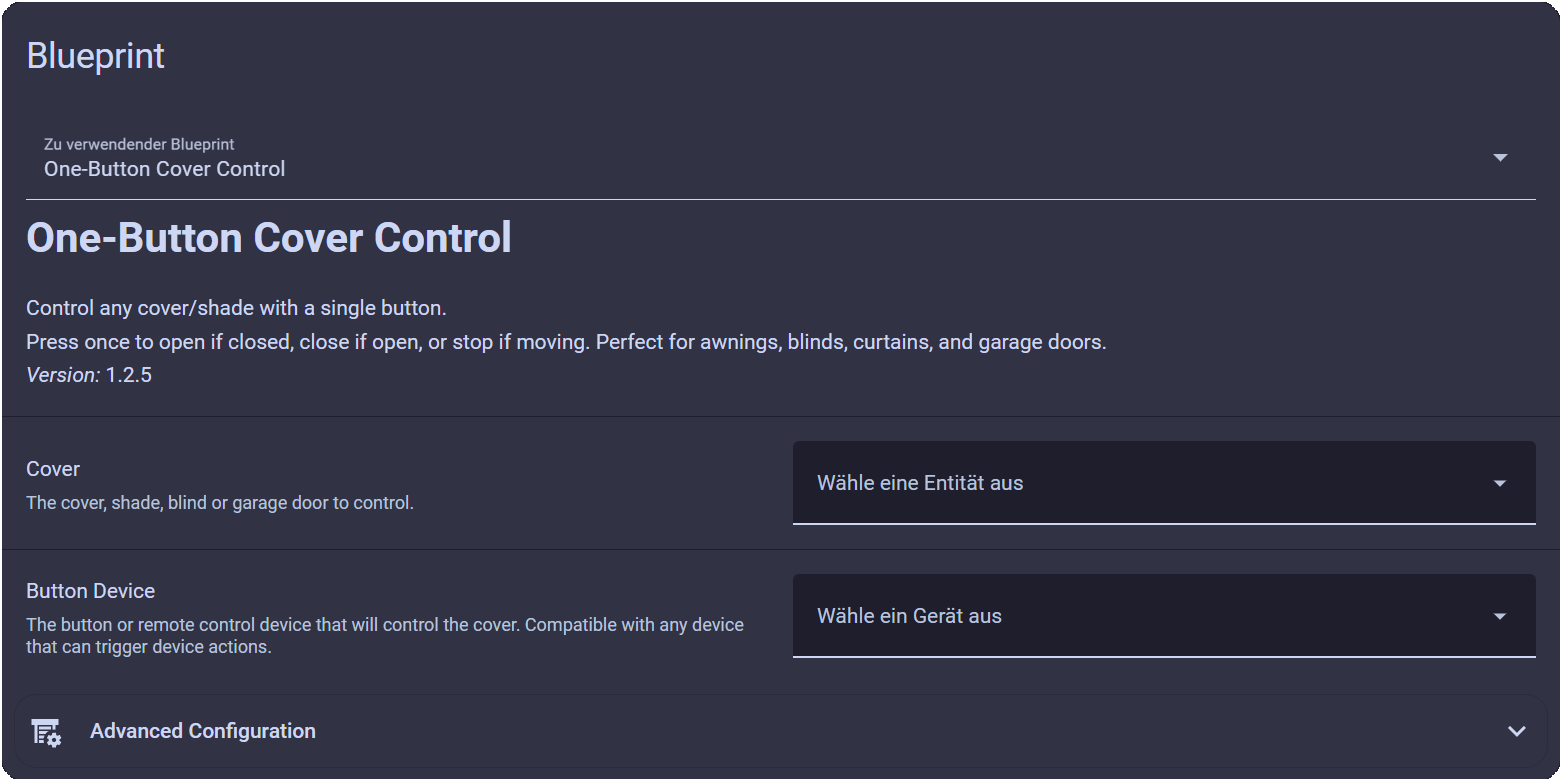 Blueprint
Zu verwendender Blueprint
One-Button Cover Control
One-Button Cover Control
Control any cover/shade with a single button.
Press once to open if closed, close if open, or stop if moving. Perfect for awnings, blinds, curtains, and garage doors.
Version: 1.2.5
Cover
The cover, shade, blind or garage door to control.
Wähle eine Entität aus
Button Device
The button or remote control device that will control the cover. Compatible with any device
that can trigger device actions.
Wähle ein Gerät aus
Advanced Configuration